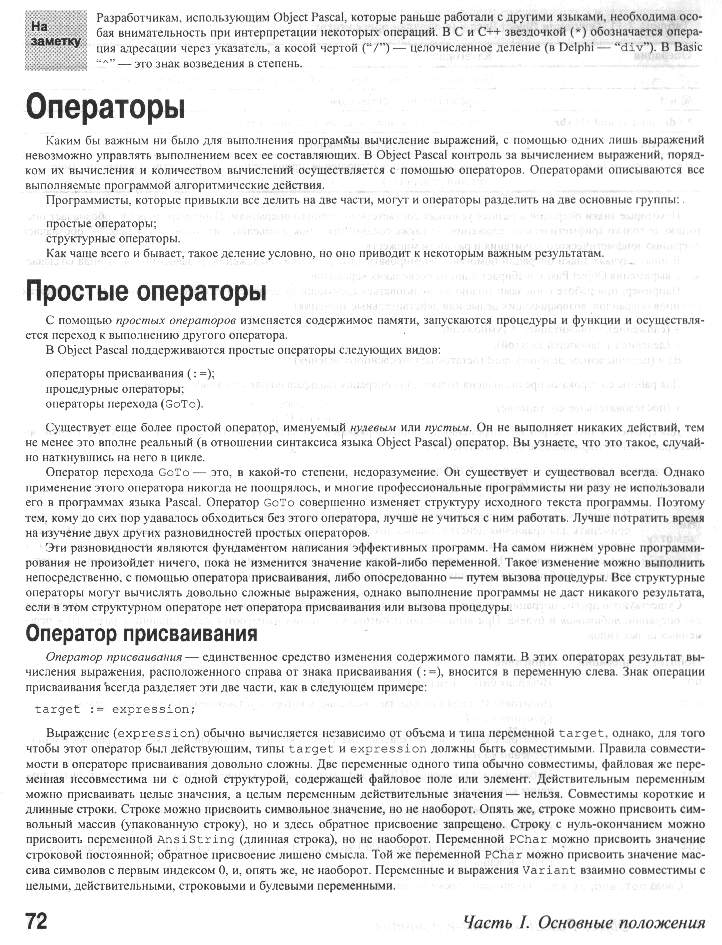 На
заметку
Разработчикам, использующим Object Pascal, которые раньше работали с другими языками, необходима осо-
бая внимательность при интерпретации некоторых операций. В C и C++ звездочкой (*) обозначается опера-
ция адресации через указатель, а косой чертой ("/") — целочисленное деление (в Delphi — "div"). В Basic
"^" — это знак возведения в степень.
Операторы
Каким бы важным ни было для выполнения программы вычисление выражений, с помощью одних лишь выражений
невозможно управлять выполнением всех ее составляющих. В Object Pascal контроль за вычислением выражений, поряд-
ком их вычисления и количеством вычислений осуществляется с помощью операторов. Операторами описываются все
выполняемые программой алгоритмические действия.
Программисты, которые привыкли все делить на две части, могут и операторы разделить на две основные группы:
простые операторы;
структурные операторы.
Как чаще всего и бывает, такое деление условно, но оно приводит к некоторым важным результатам.
Простые операторы
С помощью простых операторов изменяется содержимое памяти, запускаются процедуры и функции и осуществля-
ется переход к выполнению другого оператора.
В Object Pascal поддерживаются простые операторы следующих видов:
операторы присваивания (:=);
процедурные операторы;
операторы перехода (GoTo).
Существует еще более простой оператор, именуемый нулевым или пустым. Он не выполняет никаких действий, тем
не менее это вполне реальный (в отношении синтаксиса языка Object Pascal) оператор. Вы узнаете, что это такое, случай-
но наткнувшись на него в цикле.
Оператор перехода GoTo — это, в какой-то степени, недоразумение. Он существует и существовал всегда. Однако
применение этого оператора никогда не поощрялось, и многие профессиональные программисты ни разу не использовали
его в программах языка Pascal. Оператор GoTo совершенно изменяет структуру исходного текста программы. Поэтому
тем, кому до сих пор удавалось обходиться без этого оператора, лучше не учиться с ним работать. Лучше потратить время
на изучение двух других разновидностей простых операторов.
Эти разновидности являются фундаментом написания эффективных программ. На самом нижнем уровне программи-
рования не произойдет ничего, пока не изменится значение какой-либо переменной. Такое изменение можно выполнить
непосредственно, с помощью оператора присваивания, либо опосредованно — путем вызова процедуры. Все структурные
операторы могут вычислять довольно сложные выражения, однако выполнение программы не даст никакого результата,
если в этом структурном операторе нет оператора присваивания или вызова процедуры.
Оператор присваивания
Оператор присваивания — единственное средство изменения содержимого памяти. В этих операторах результат вы-
числения выражения, расположенного справа от знака присваивания (:=), вносится в переменную слева. Знак операции
присваивания всегда разделяет эти две части, как в следующем примере:
target := expression;
Выражение (expression) обычно вычисляется независимо от объема и типа переменной target, однако, для того
чтобы этот оператор был действующим, типы target и expression должны быть совместимыми. Правила совмести-
мости в операторе присваивания довольно сложны. Две переменные одного типа обычно совместимы, файловая же пере-
менная несовместима ни с одной структурой, содержащей файловое поле или элемент. Действительным переменным
можно присваивать целые значения, а целым переменным действительные значения — нельзя. Совместимы короткие и
длинные строки. Строке можно присвоить символьное значение, но не наоборот. Опять же, строке можно присвоить сим-
вольный массив (упакованную строку), но и здесь обратное присвоение запрещено. Строку с нуль-окончанием можно
присвоить переменной AnsiString (длинная строка), но не наоборот. Переменной PChar можно присвоить значение
строковой постоянной; обратное присвоение лишено смысла. Той же переменной PChar можно присвоить значение мас-
сива символов с первым индексом 0, и, опять же, не наоборот. Переменные и выражения Variant взаимно совместимы с
целыми, действительными, строковыми и булевыми переменными.
72
Часть I. Основные положения